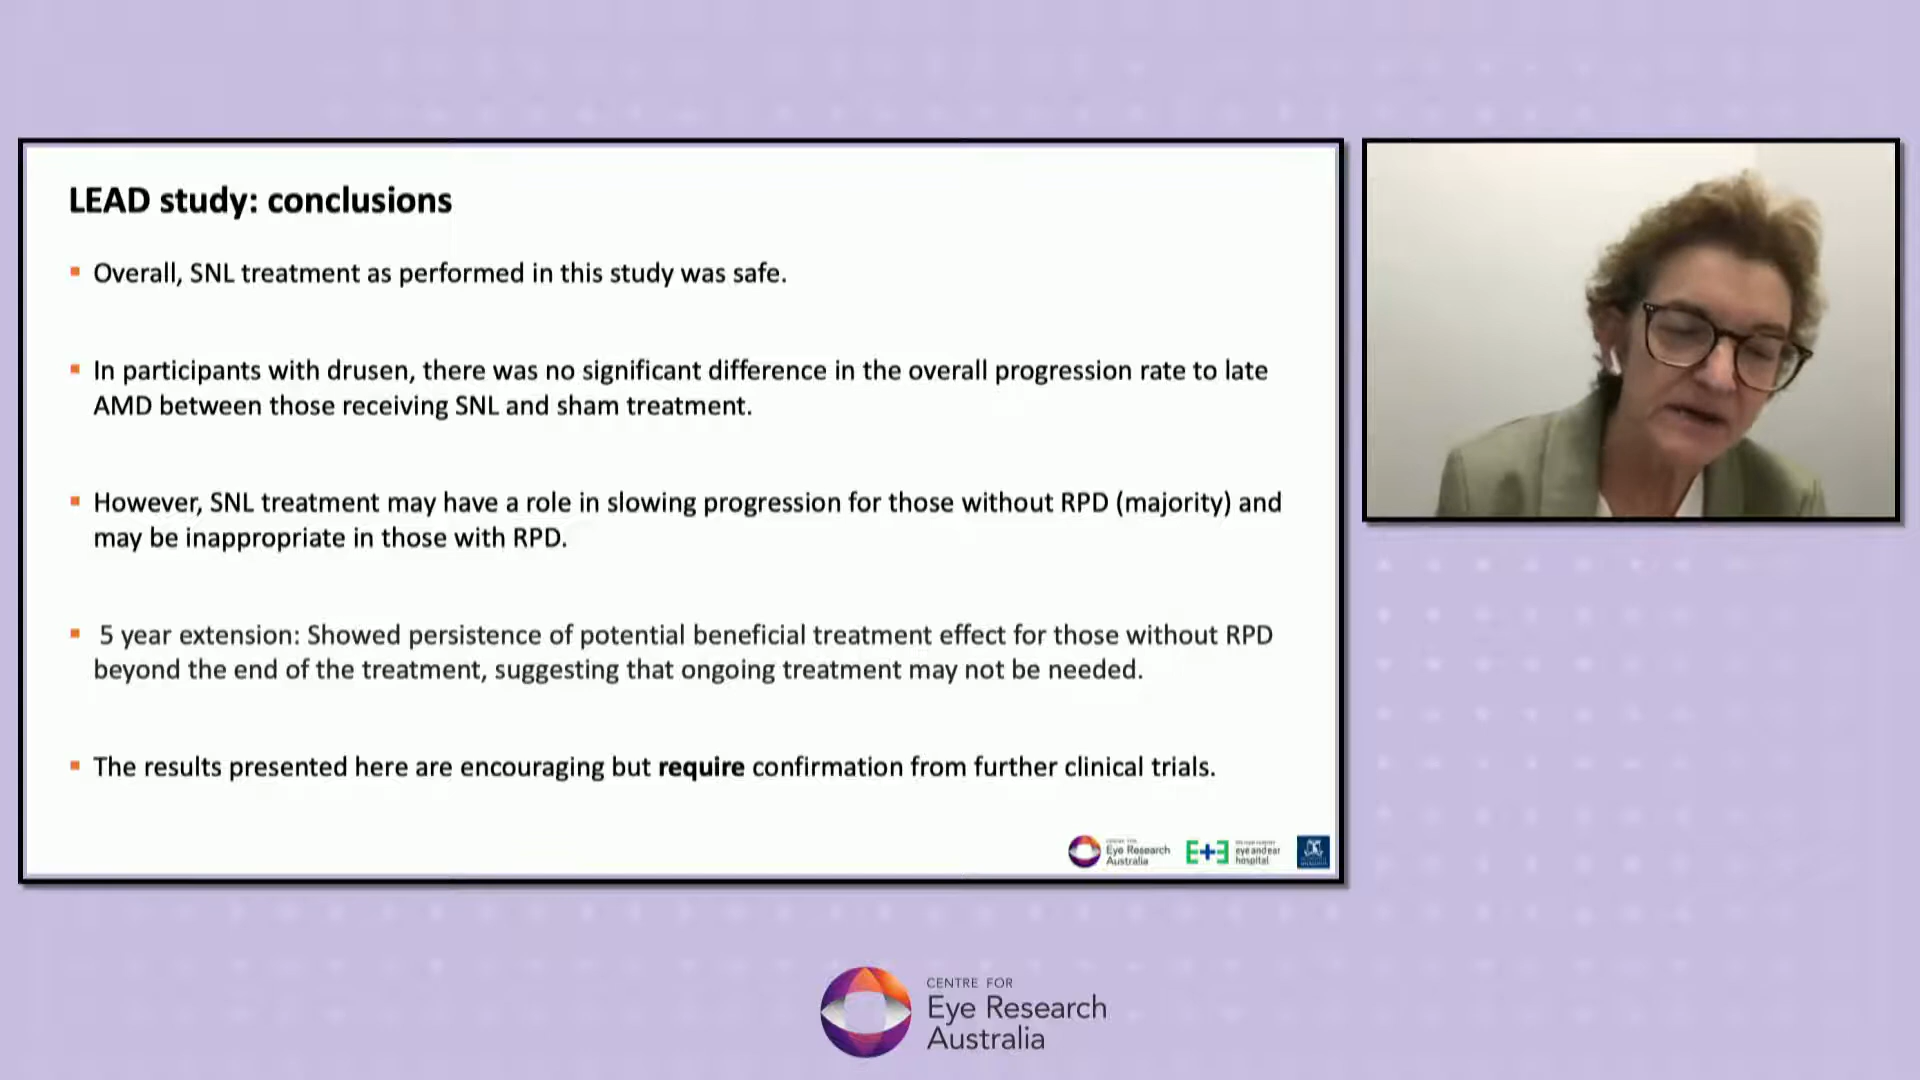 LEAD study: conclusions
Overall, SNL treatment as performed in this study was safe.
In participants with drusen, there was no significant difference in the overall progression rate to late
AMD between those receiving SNL and sham treatment.
However, SNL treatment may have a role in slowing progression for those without RPD (majority) and
may be inappropriate in those with RPD.
5 year extension: Showed persistence of potential beneficial treatment effect for those without RPD
beyond the end of the treatment, suggesting that ongoing treatment may not be needed.
The results presented here are encouraging but require confirmation from further clinical trials.
Eye Research
Australia
eye and ear
hospital
CENTRE FOR
Eye Research
Australia